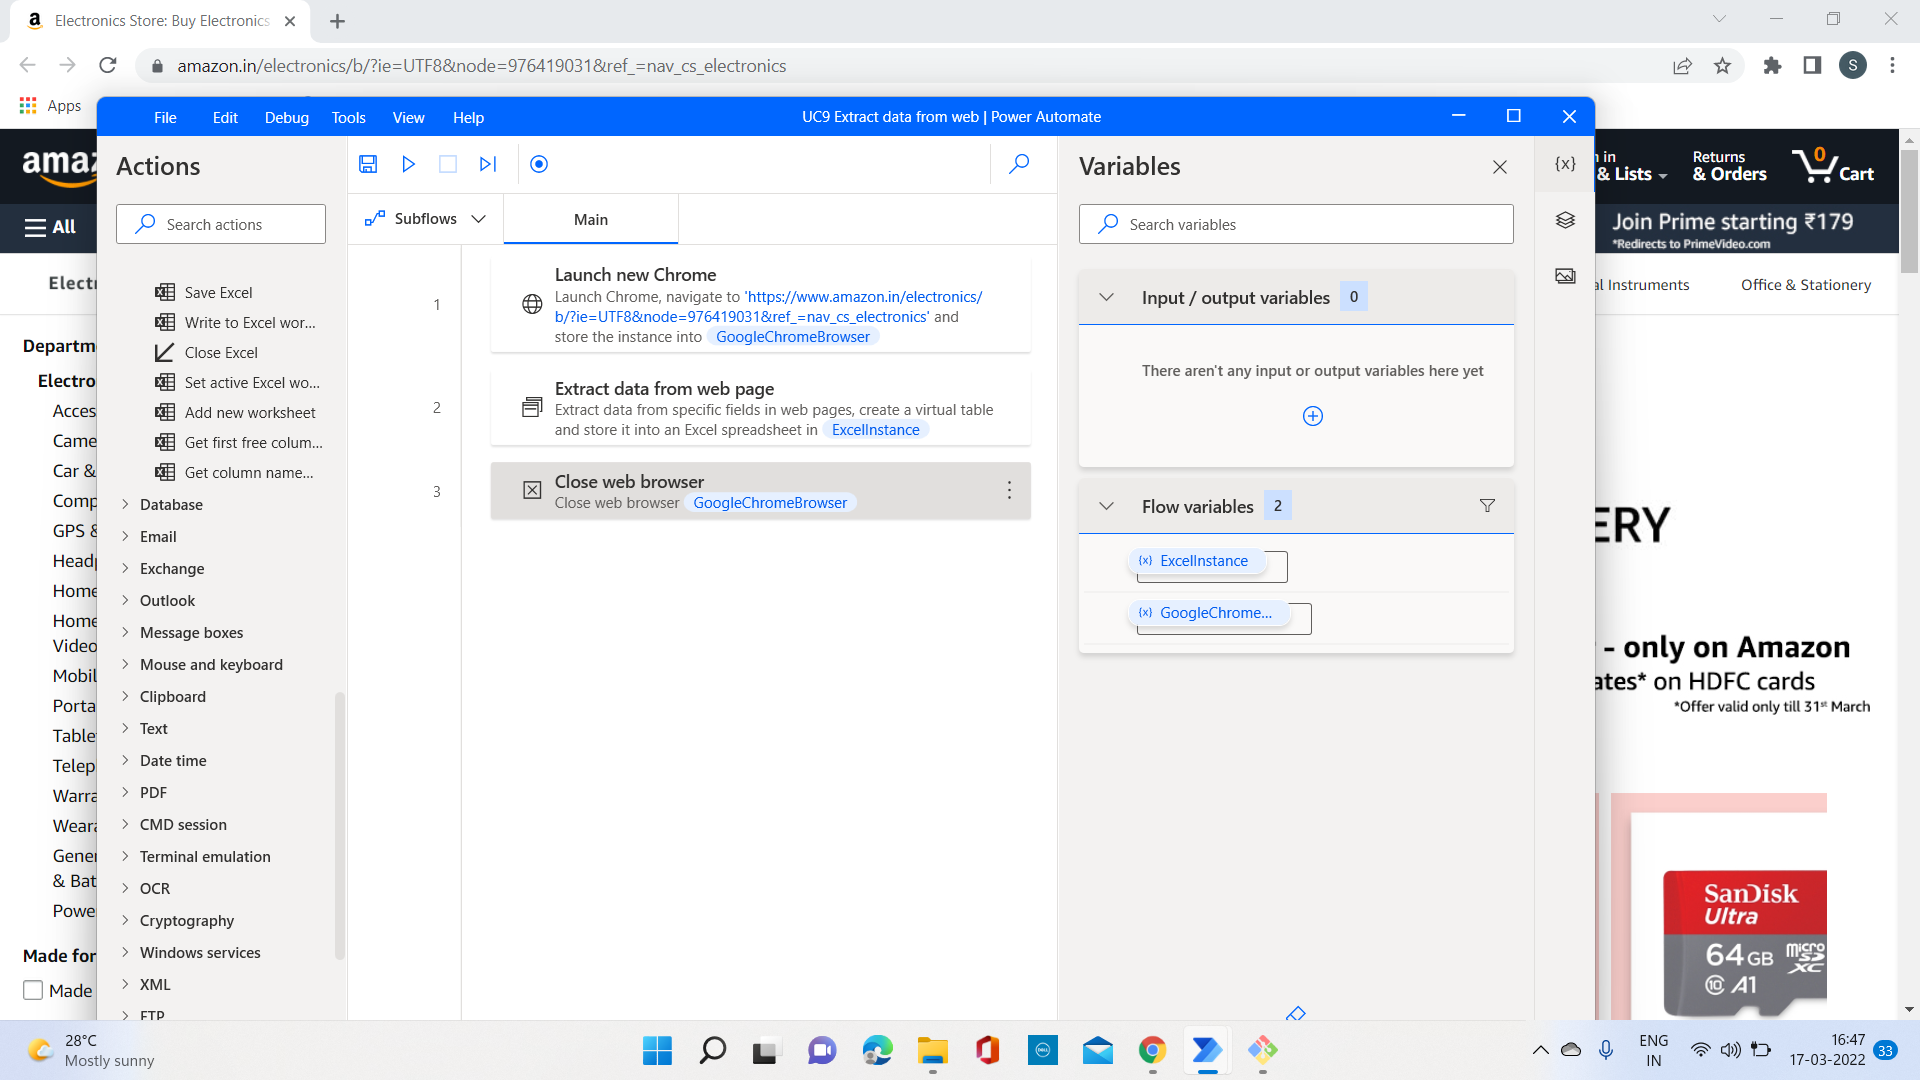 Electronics Store: Buy Electronics
amazon.in/electronics/b/?ie=UTF8&node=976419031&ref_=nav_cs_electronics
S
Apps
File Edit Debug Tools View Help
UC9 Extract data from web | Power Automate
Actions
Search actions
Save Excel
Write to Excel wor...
Close Excel
Set active Excel wo...
Add new worksheet
Get first free colum...
Get column name...
Database
Email
Exchange
Outlook
Message boxes
Mouse and keyboard
Clipboard
Text
Date time
PDF
CMD session
Terminal emulation
OCR
Cryptography
Windows services
XML
FTP
Subflows
Main
1
Launch new Chrome
Launch Chrome, navigate to 'https://www.amazon.in/electronics/
b/?ie=UTF8&node=976419031&ref_=nav_cs_electronics' and
store the instance into GoogleChromeBrowser
2
Extract data from web page
Extract data from specific fields in web pages, create a virtual table
and store it into an Excel spreadsheet in ExcelInstance
3
Close web browser
Close web browser GoogleChromeBrowser
Variables
Search variables
Input / output variables 0
There aren't any input or output variables here yet
Flow variables 2
{x} ExcelInstance
{x} GoogleChrome...
{x}
amaz
All
Electr
Departm
Electro
Acces
Came
Car &
Comp
GPS &
Head
Home
Home
Video
Mobil
Porta
Table
Telep
Warra
Weara
Gener
& Bat
Powe
Made for
Made
n in
& Lists
Returns
& Orders
0
Cart
Join Prime starting ₹179
*Redirects to PrimeVideo.com
al Instruments
Office & Stationery
ERY
- only on Amazon
ates* on HDFC cards
*Offer valid only till 31st March
SanDisk
Ultra
64GB
micro
XC
10 A1
28°C
Mostly sunny
DELL
ENG
IN
16:47
17-03-2022
33